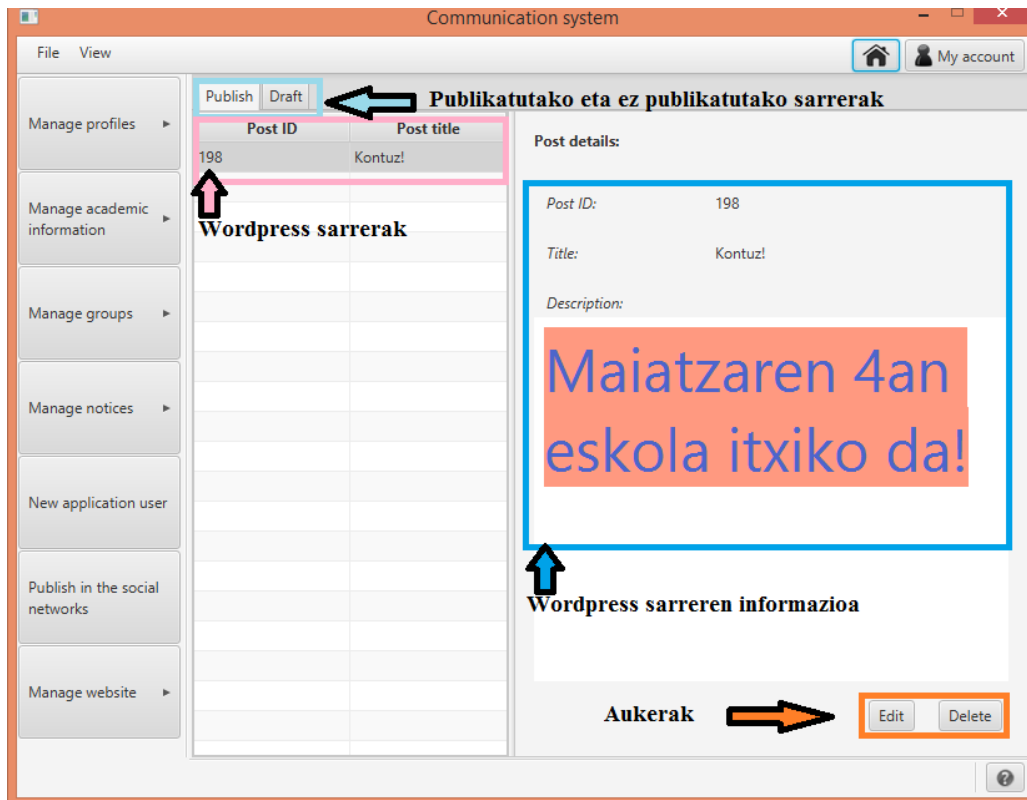 Communication system
File View
My account
Manage profiles
Manage academic
information
Manage groups
Manage notices
New application user
Publish in the social
networks
Manage website
Publish Draft
Publikatutako eta ez publikatutako sarrerak
Post ID Post title
198 Kontuz!
Wordpress sarrerak
Post details:
Post ID: 198
Title: Kontuz!
Description:
Maiatzaren 4an
eskola itxiko da!
Wordpress sarreren informazioa
Aukerak
Edit Delete